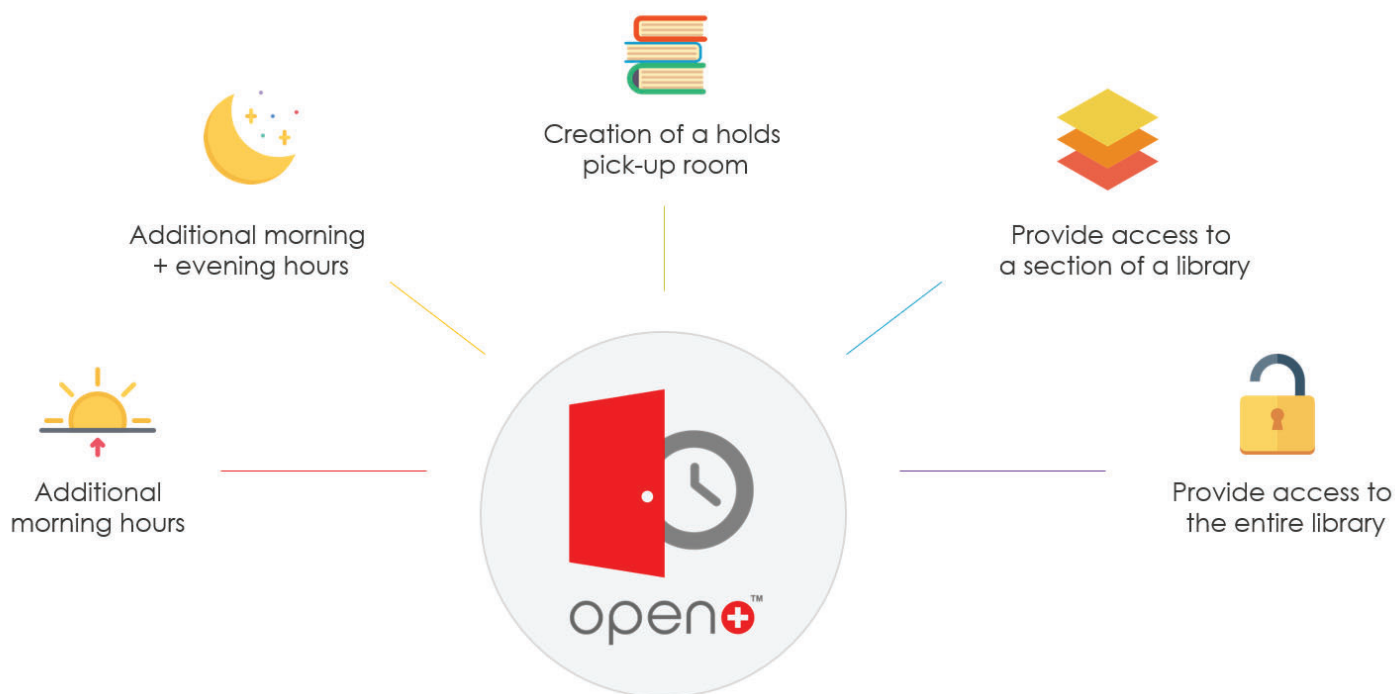 Creation of a holds
pick-up room
Additional morning
+ evening hours
Provide access to
a section of a library
Additional
morning hours
Provide access to
the entire library
open+™